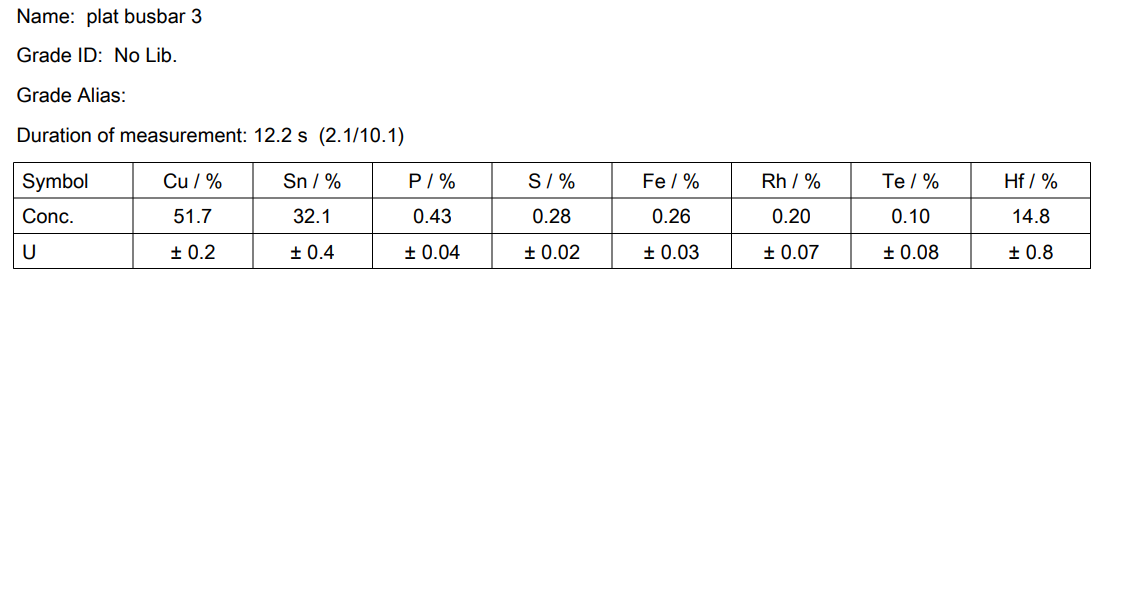 Name: plat busbar 3
Grade ID: No Lib.
Grade Alias:
Duration of measurement: 12.2 s (2.1/10.1)
Symbol Cu / % Sn / % P / % S / % Fe / % Rh / % Te / % Hf / %
Conc. 51.7 32.1 0.43 0.28 0.26 0.20 0.10 14.8
U ± 0.2 ± 0.4 ± 0.04 ± 0.02 ± 0.03 ± 0.07 ± 0.08 ± 0.8